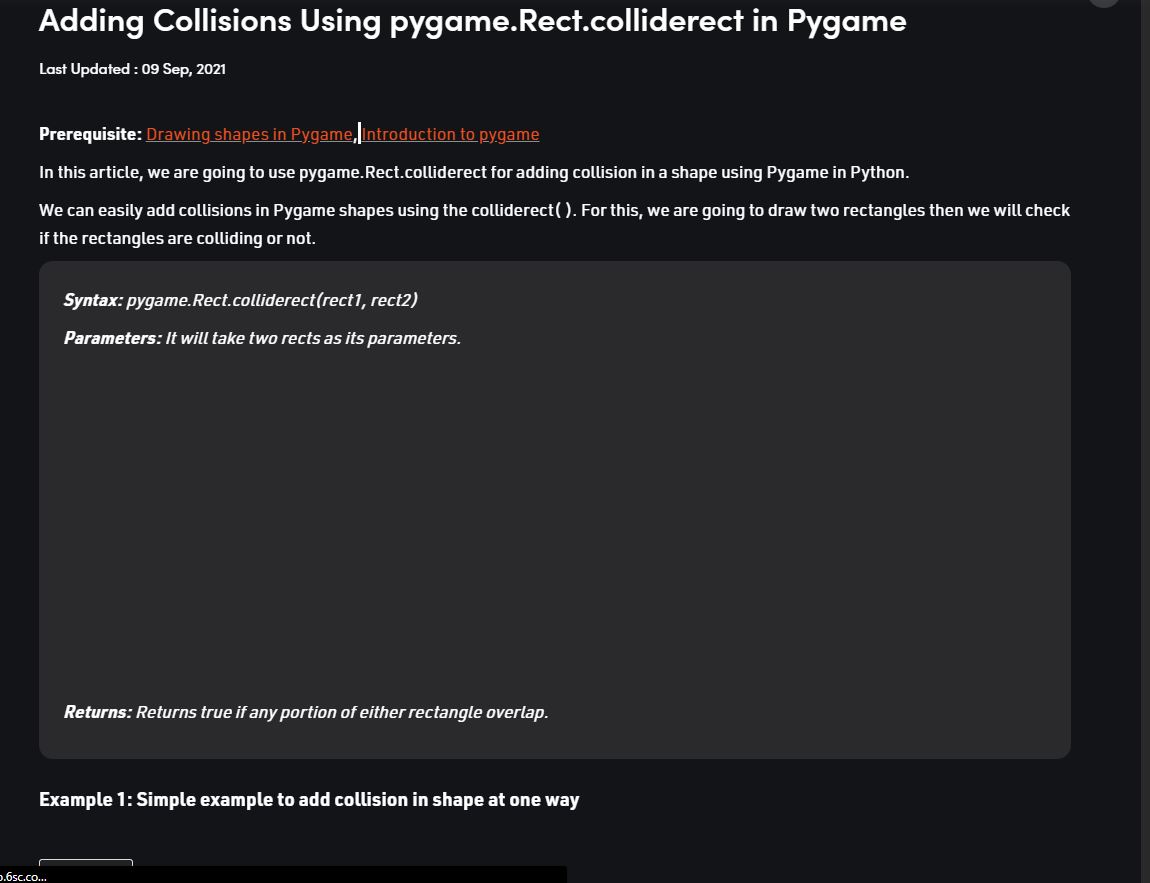 Adding Collisions Using pygame.Rect.colliderect in Pygame
Last Updated : 09 Sep, 2021
Prerequisite: Drawing shapes in Pygame, Introduction to pygame
In this article, we are going to use pygame.Rect.colliderect for adding collision in a shape using Pygame in Python.
We can easily add collisions in Pygame shapes using the colliderect( ). For this, we are going to draw two rectangles then we will check
if the rectangles are colliding or not.
Syntax: pygame.Rect.colliderect(rect1, rect2)
Parameters: It will take two rects as its parameters.
Returns: Returns true if any portion of either rectangle overlap.
Example 1: Simple example to add collision in shape at one way
.6sc.co...